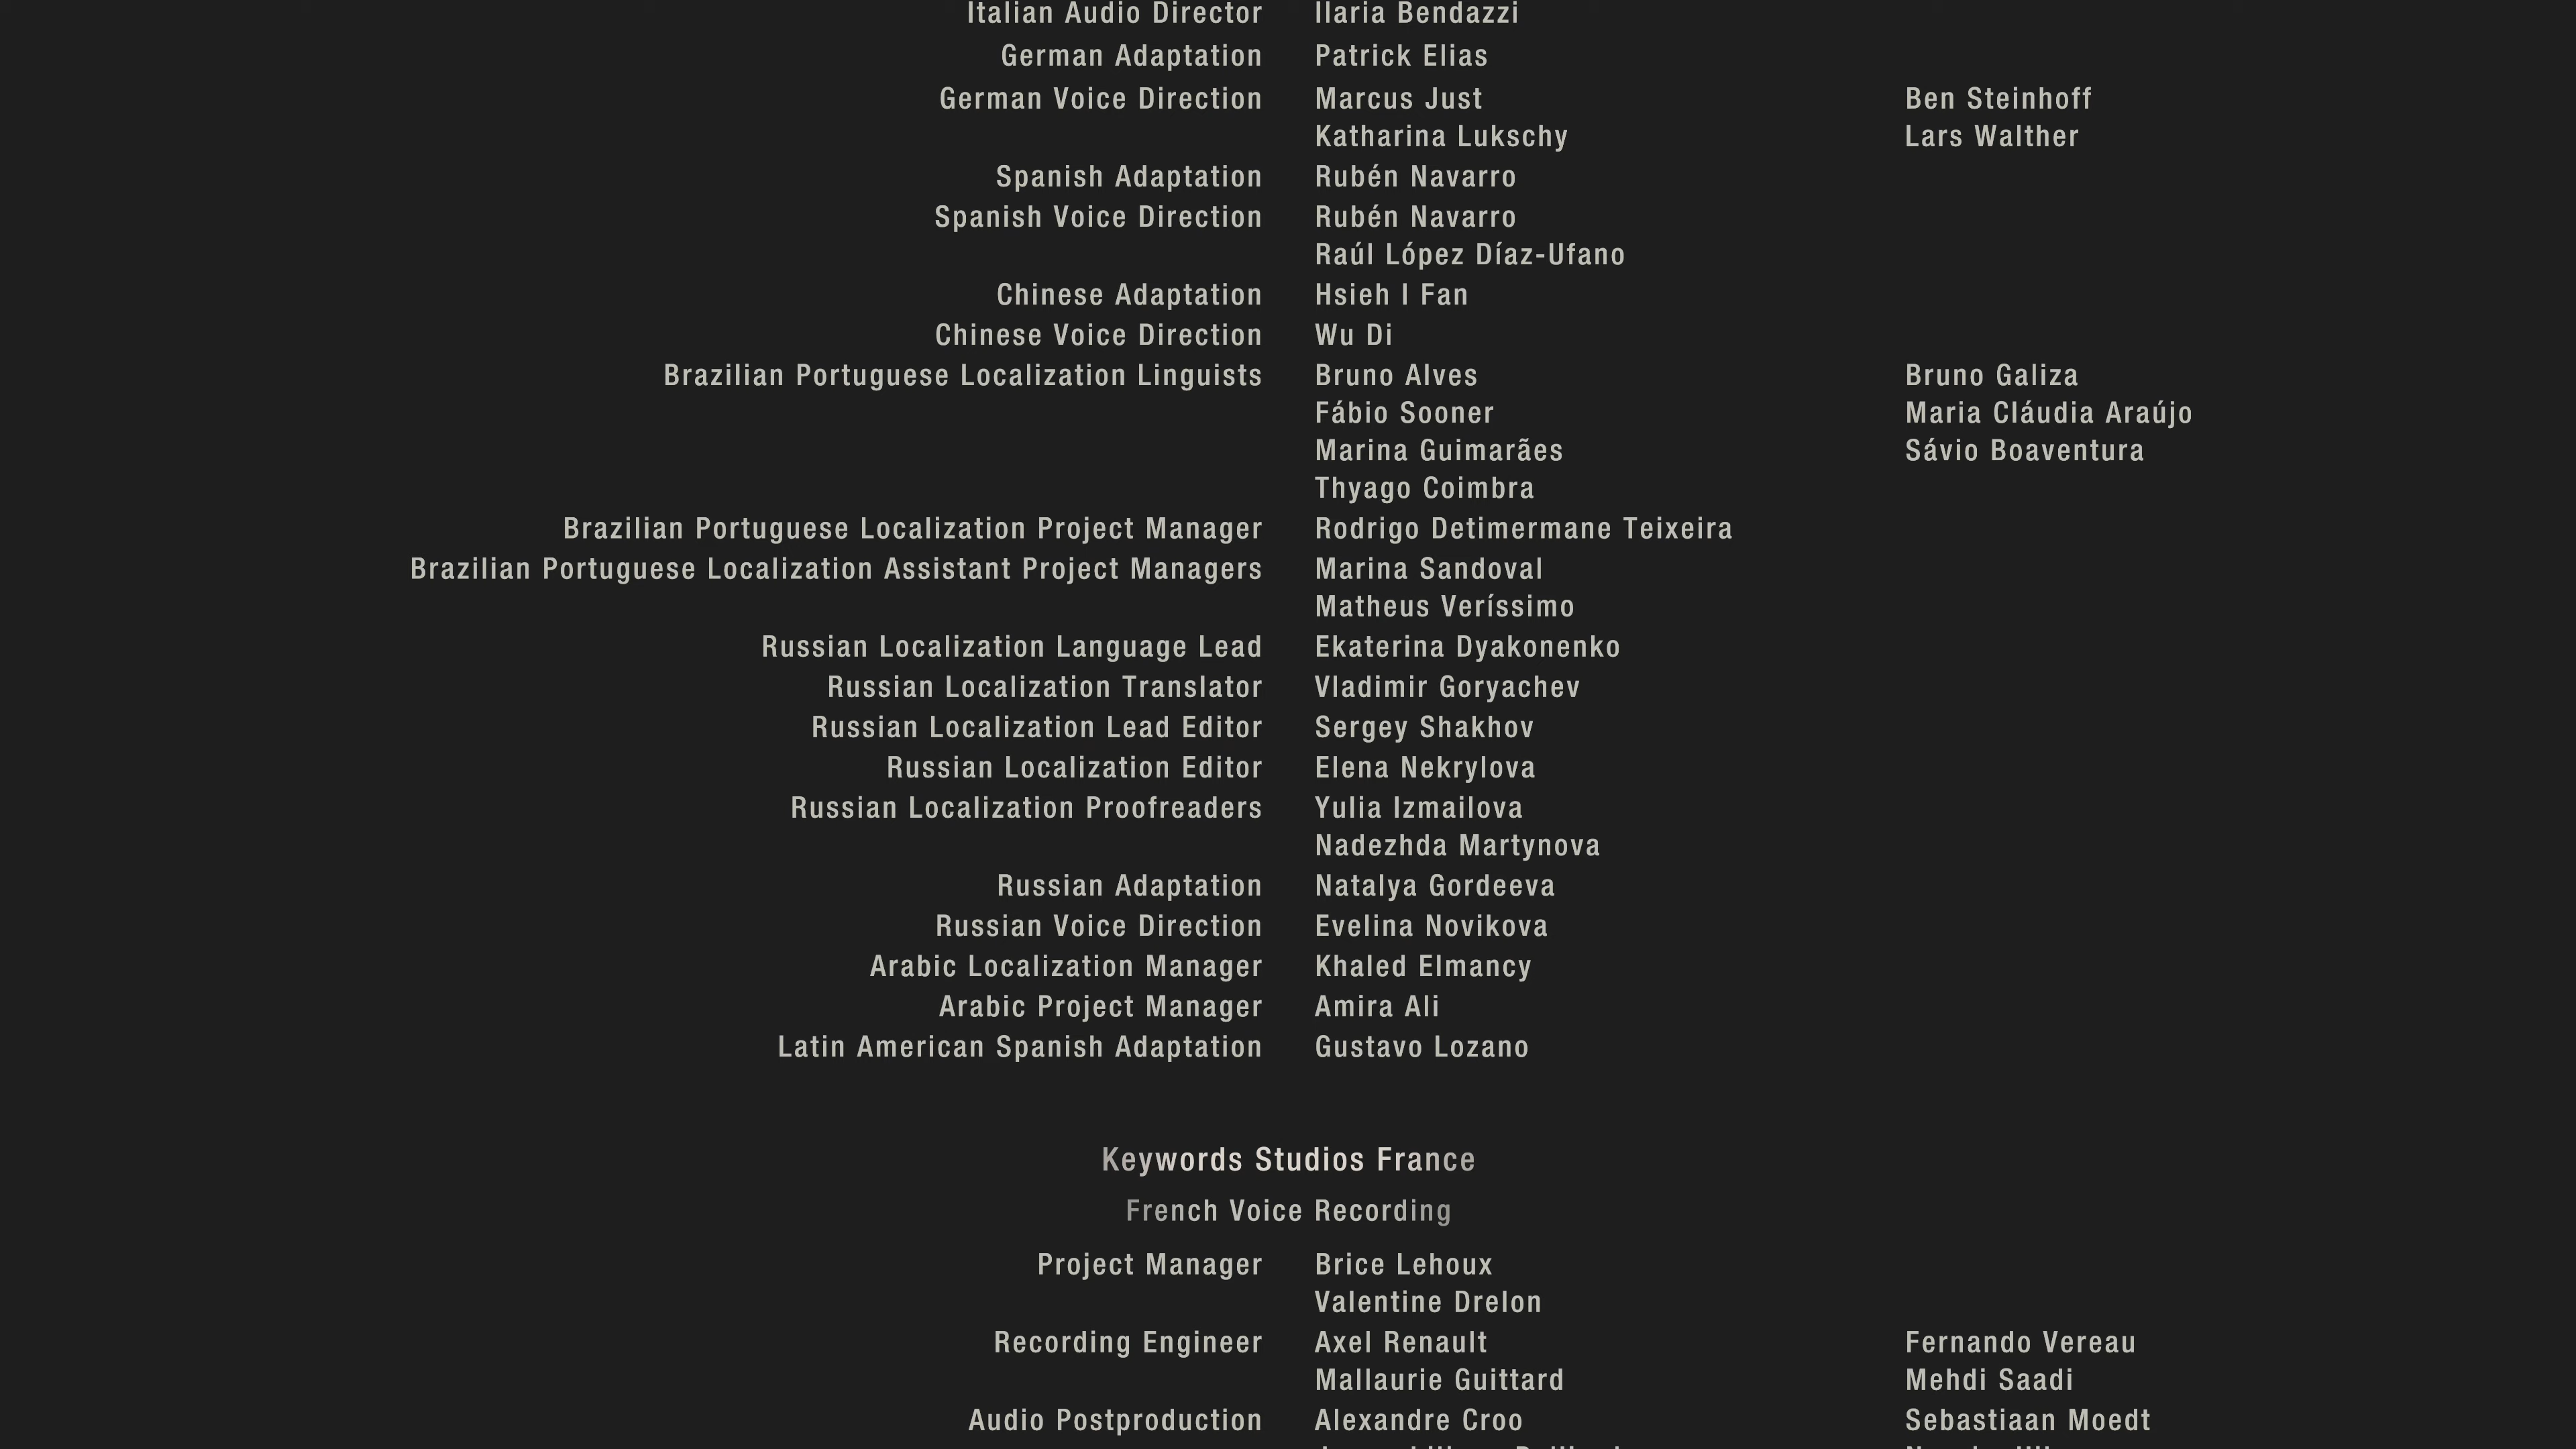 Italian Audio Director Ilaria Bendazzi
German Adaptation Patrick Elias
German Voice Direction Marcus Just Ben Steinhoff
Katharina Lukschy Lars Walther
Spanish Adaptation Rubén Navarro
Spanish Voice Direction Rubén Navarro
Raúl López Díaz-Ufano
Chinese Adaptation Hsieh I Fan
Chinese Voice Direction Wu Di
Brazilian Portuguese Localization Linguists Bruno Alves Bruno Galiza
Fábio Sooner Maria Cláudia Araújo
Marina Guimarães Sávio Boaventura
Thyago Coimbra
Brazilian Portuguese Localization Project Manager Rodrigo Detimermane Teixeira
Brazilian Portuguese Localization Assistant Project Managers Marina Sandoval
Matheus Veríssimo
Russian Localization Language Lead Ekaterina Dyakonenko
Russian Localization Translator Vladimir Goryachev
Russian Localization Lead Editor Sergey Shakhov
Russian Localization Editor Elena Nekrylova
Russian Localization Proofreaders Yulia Izmailova
Nadezhda Martynova
Russian Adaptation Natalya Gordeeva
Russian Voice Direction Evelina Novikova
Arabic Localization Manager Khaled Elmancy
Arabic Project Manager Amira Ali
Latin American Spanish Adaptation Gustavo Lozano
Keywords Studios France
French Voice Recording
Project Manager Brice Lehoux
Valentine Drelon
Recording Engineer Axel Renault Fernando Vereau
Mallaurie Guittard Mehdi Saadi
Audio Postproduction Alexandre Croo Sebastiaan Moedt